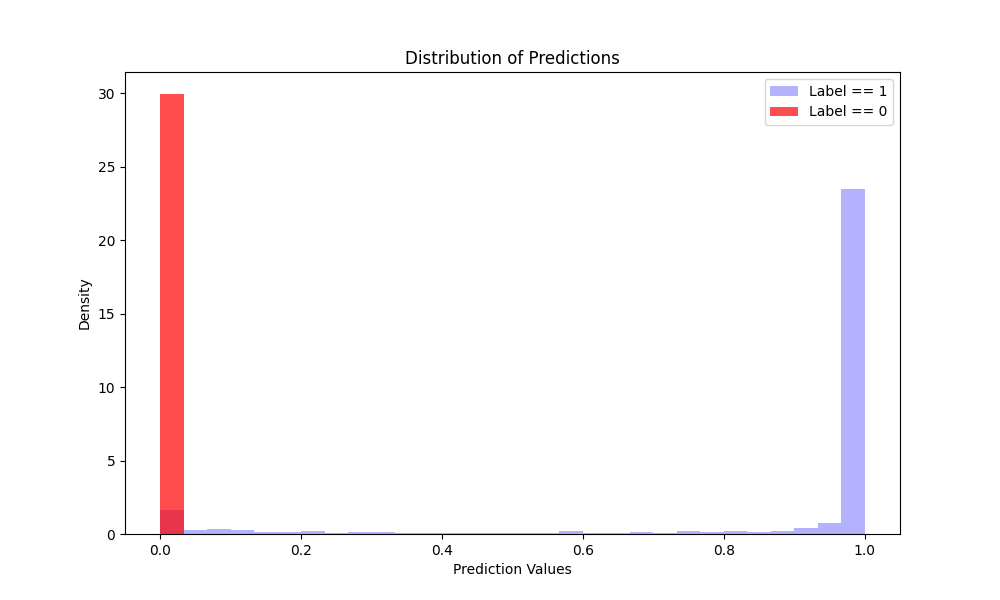 Distribution of Predictions
Label == 1
Label == 0
30
25
20
15
10
5
0
Density
0.0 0.2 0.4 0.6 0.8 1.0
Prediction Values